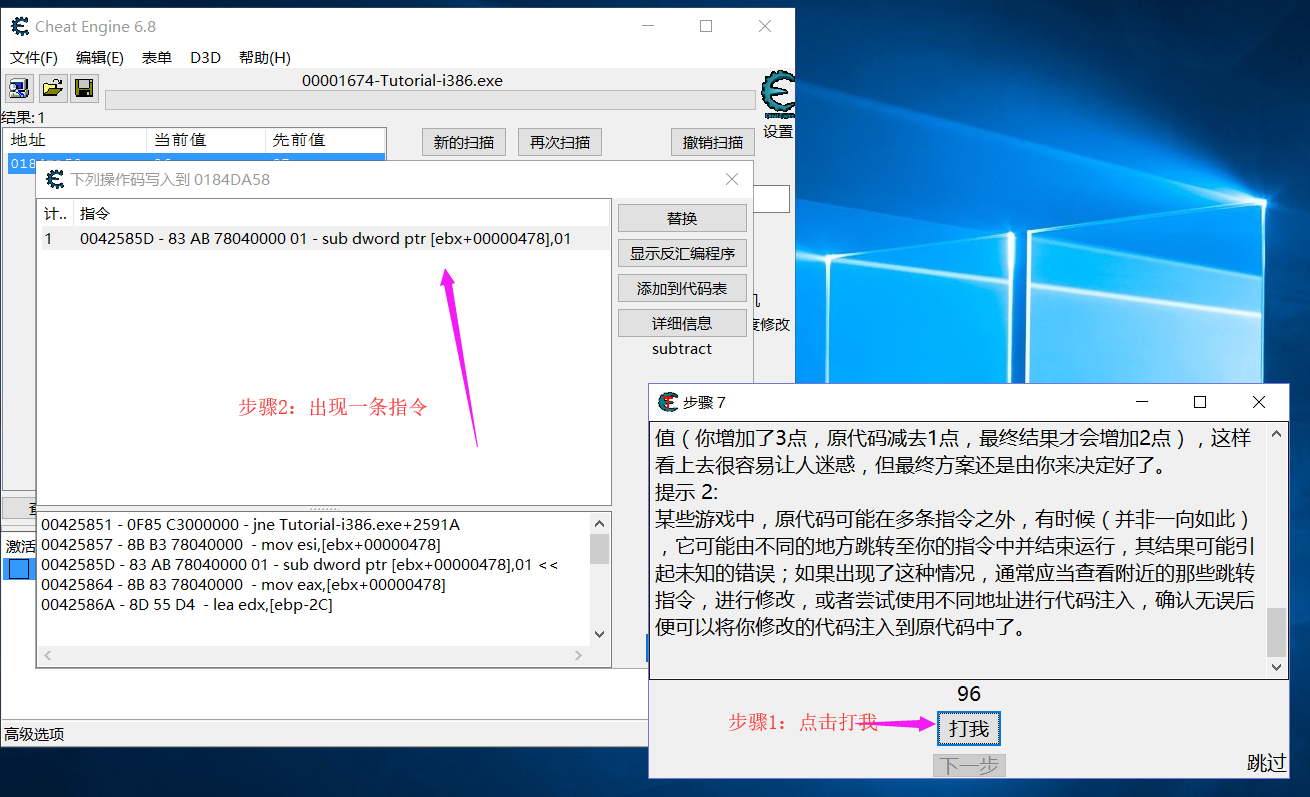 Cheat Engine 6.8
文件(F) 编辑(E) 表单 D3D 帮助(H)
00001674-Tutorial-i386.exe
结果: 1
设置
地址 当前值 先前值
新的扫描 再次扫描 撤销扫描
下列操作码写入到 0184DA58
计.. 指令
1 0042585D - 83 AB 78040000 01 - sub dword ptr [ebx+00000478],01
替换
显示反汇编程序
添加到代码表
详细信息
subtract
度修改
步骤2：出现一条指令
00425851 - 0F85 C3000000 - jne Tutorial-i386.exe+2591A
00425857 - 8B B3 78040000 - mov esi,[ebx+00000478]
0042585D - 83 AB 78040000 01 - sub dword ptr [ebx+00000478],01 <<
00425864 - 8B 83 78040000 - mov eax,[ebx+00000478]
0042586A - 8D 55 D4 - lea edx,[ebp-2C]
激活
高级选项
步骤 7
值（你增加了3点，原代码减去1点，最终结果才会增加2点），这样
看上去很容易让人迷惑，但最终方案还是由你来决定好了。
提示 2:
某些游戏中，原代码可能在多条指令之外，有时候（并非一向如此）
，它可能由不同的地方跳转至你的指令中并结束运行，其结果可能引
起未知的错误；如果出现了这种情况，通常应当查看附近的那些跳转
指令，进行修改，或者尝试使用不同地址进行代码注入，确认无误后
便可以将你修改的代码注入到原代码中了。
96
步骤1：点击打我
打我
下一步
跳过